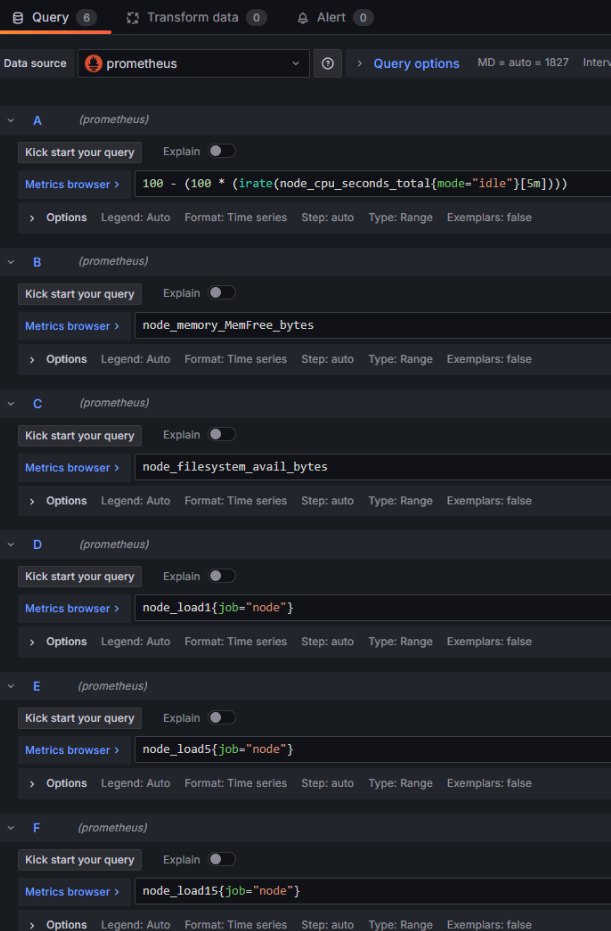 Query 6 Transform data 0 Alert 0
Data source prometheus Query options MD = auto = 1827 Interv
A (prometheus)
Kick start your query Explain
Metrics browser > 100 - (100 * (irate(node_cpu_seconds_total{mode="idle"}[5m])))
> Options Legend: Auto Format: Time series Step: auto Type: Range Exemplars: false
B (prometheus)
Kick start your query Explain
Metrics browser > node_memory_MemFree_bytes
> Options Legend: Auto Format: Time series Step: auto Type: Range Exemplars: false
C (prometheus)
Kick start your query Explain
Metrics browser > node_filesystem_avail_bytes
> Options Legend: Auto Format: Time series Step: auto Type: Range Exemplars: false
D (prometheus)
Kick start your query Explain
Metrics browser > node_load1{job="node"}
> Options Legend: Auto Format: Time series Step: auto Type: Range Exemplars: false
E (prometheus)
Kick start your query Explain
Metrics browser > node_load5{job="node"}
> Options Legend: Auto Format: Time series Step: auto Type: Range Exemplars: false
F (prometheus)
Kick start your query Explain
Metrics browser > node_load15{job="node"}
> Options Legend: Auto Format: Time series Step: auto Type: Range Exemplars: false